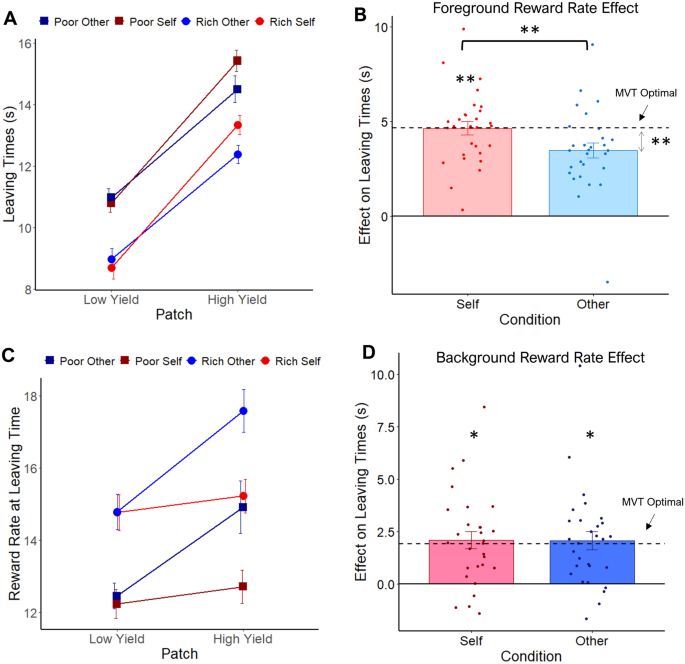 A
Poor Other Poor Self Rich Other Rich Self
Leaving Times (s)
16
14
12
10
8
Low Yield High Yield
Patch
B
Foreground Reward Rate Effect
Effect on Leaving Times (s)
10
5
0
**
**
MVT Optimal
**
Self Other
Condition
C
Poor Other Poor Self Rich Other Rich Self
Reward Rate at Leaving Time
18
16
14
12
Low Yield High Yield
Patch
D
Background Reward Rate Effect
Effect on Leaving Times (s)
10.0
7.5
5.0
2.5
0.0
* *
MVT Optimal
Self Other
Condition